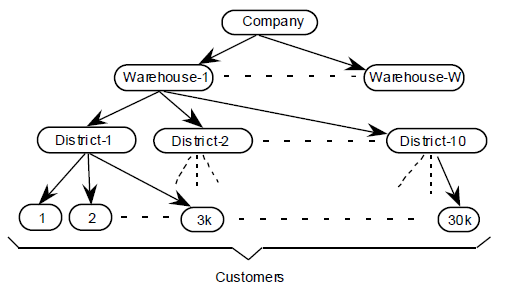 Company
Warehouse-1
Warehouse-W
District-1
District-2
District-10
1
2
3k
30k
Customers